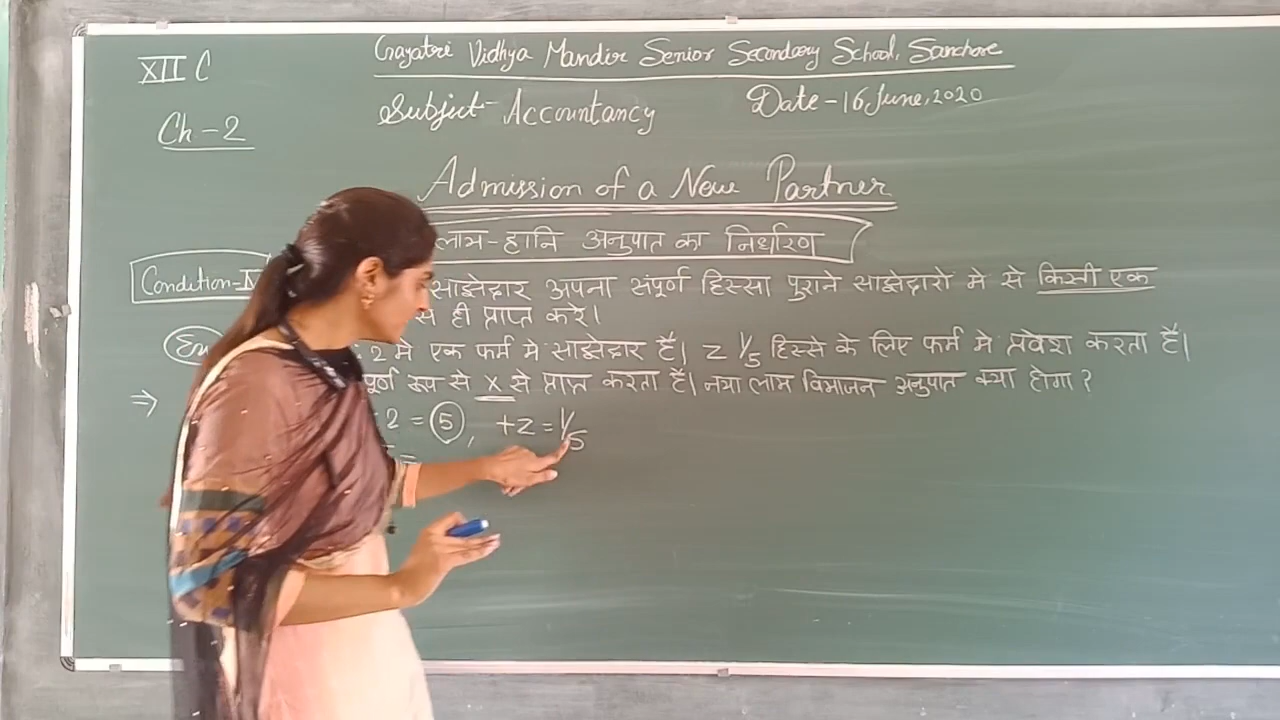 XII C
Gayatri Vidhya Mandir Senior Secondary School, Sanchore
Ch-2
Subject-Accountancy
Date-16,June,2020
Admission of a New Partner
लाभ-हानि अनुपात का निर्धारण
Condition-IV
साझेदार अपना संपूर्ण हिस्सा पुराने साझेदारो मे से किसी एक
से ही प्राप्त करे।
2 मे एक फर्म मे साझेदार हैं। Z 1/5 हिस्से के लिए फर्म मे प्रवेश करता है।
पूर्ण रूप से X से प्राप्त करता है। नया लाभ विभाजन अनुपात क्या होगा?
⇒ : 2 = 5, + Z = 1/5
=